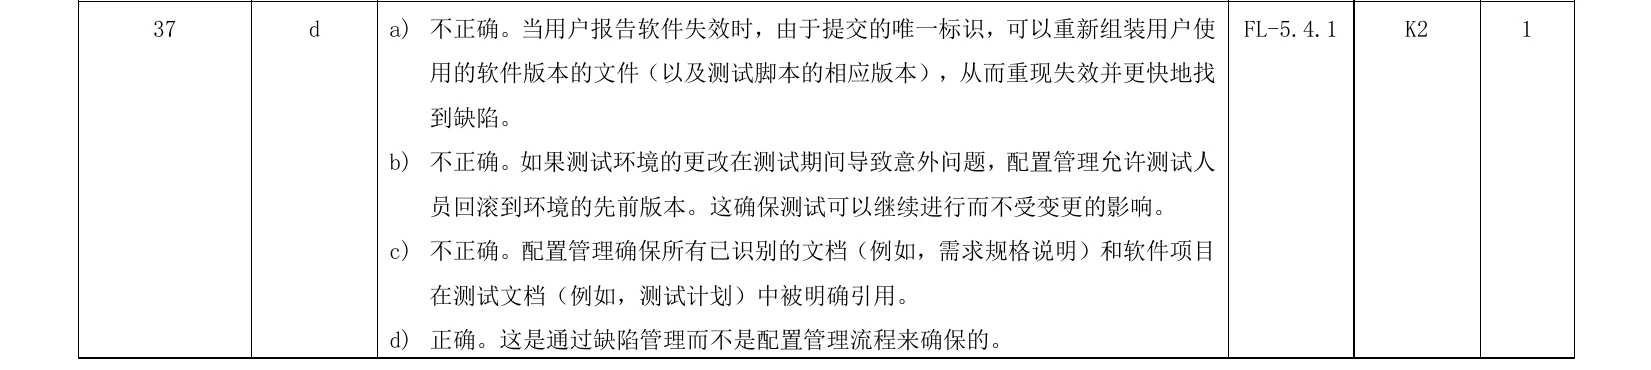 37 d a) 不正确。当用户报告软件失效时，由于提交的唯一标识，可以重新组装用户使 FL-5.4.1 K2 1
用的软件版本的文件（以及测试脚本的相应版本），从而重现失效并更快地找
到缺陷。
b) 不正确。如果测试环境的更改在测试期间导致意外问题，配置管理允许测试人
员回滚到环境的先前版本。这确保测试可以继续进行而不受变更的影响。
c) 不正确。配置管理确保所有已识别的文档（例如，需求规格说明）和软件项目
在测试文档（例如，测试计划）中被明确引用。
d) 正确。这是通过缺陷管理而不是配置管理流程来确保的。